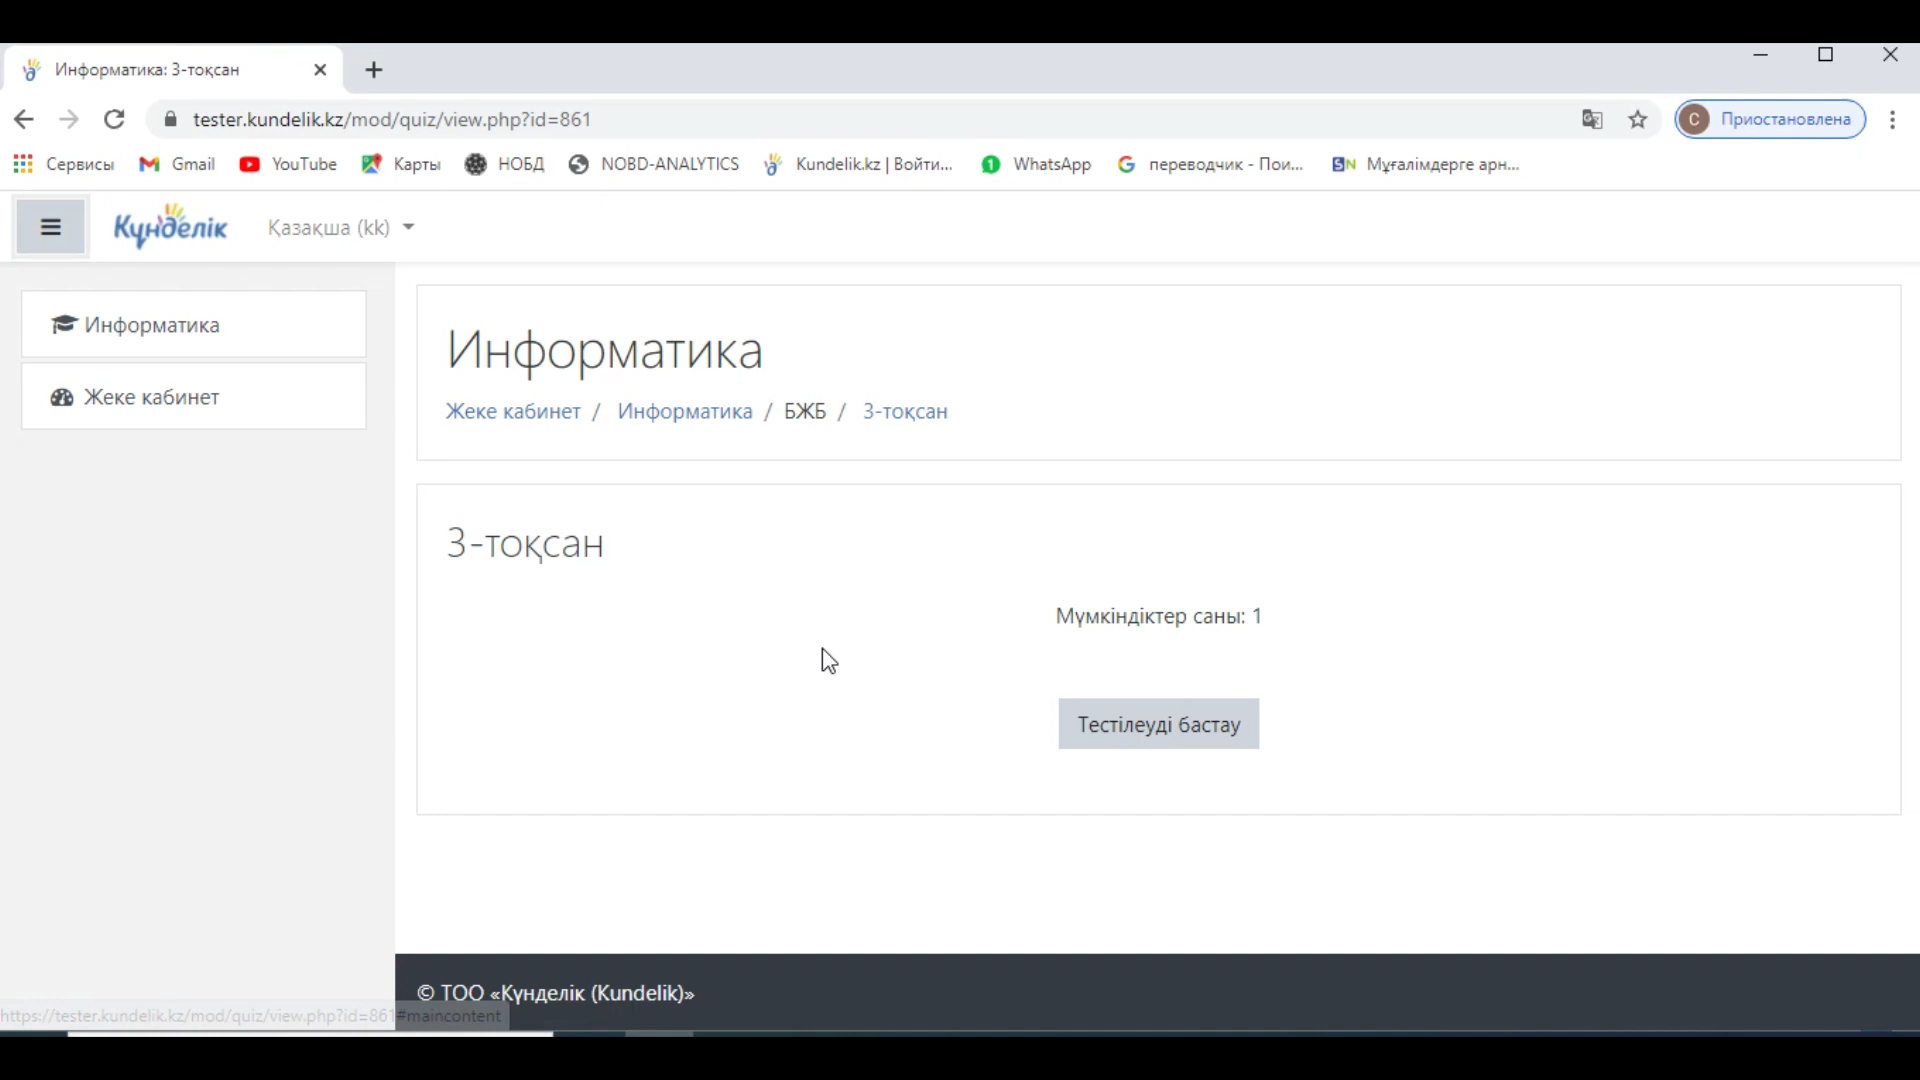 Информатика: 3-тоқсан
tester.kundelik.kz/mod/quiz/view.php?id=861
С Приостановлена
Сервисы Gmail YouTube Карты НОБД NOBD-ANALYTICS Kundelik.kz | Войти... 1 WhatsApp переводчик - Пои... SN Мұғалімдерге арн...
Күнделік Қазақша (kk)
Информатика
Жеке кабинет
Информатика
Жеке кабинет / Информатика / БЖБ / 3-тоқсан
3-тоқсан
Мүмкіндіктер саны: 1
Тестілеуді бастау
© ТОО «Күнделік (Kundelik)»
https://tester.kundelik.kz/mod/quiz/view.php?id=861#maincontent